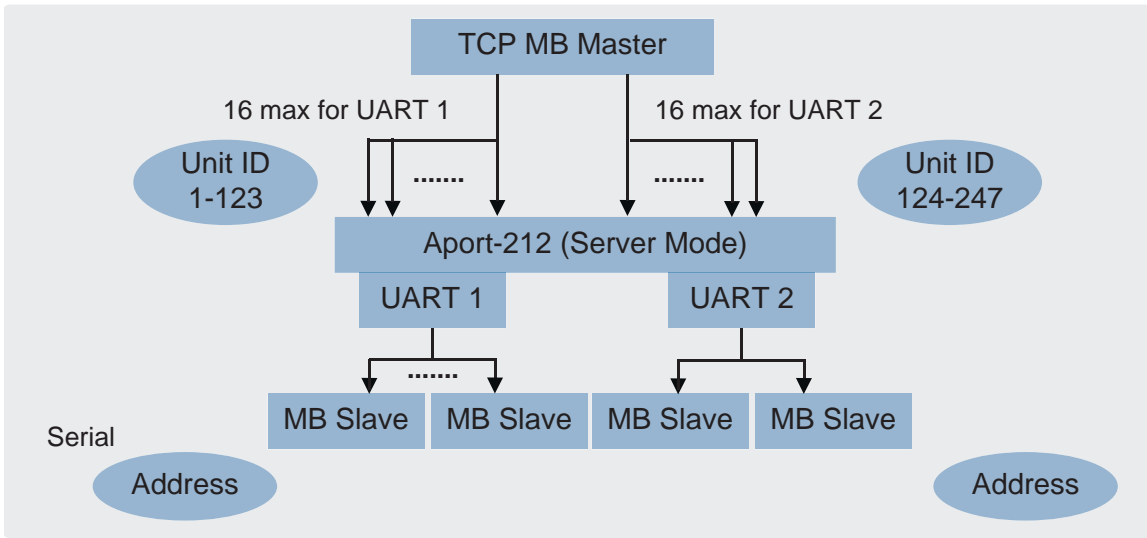 TCP MB Master
16 max for UART 1
16 max for UART 2
Unit ID
1-123
.......
.......
Unit ID
124-247
Aport-212 (Server Mode)
UART 1
UART 2
.......
MB Slave
MB Slave
MB Slave
MB Slave
Serial
Address
Address